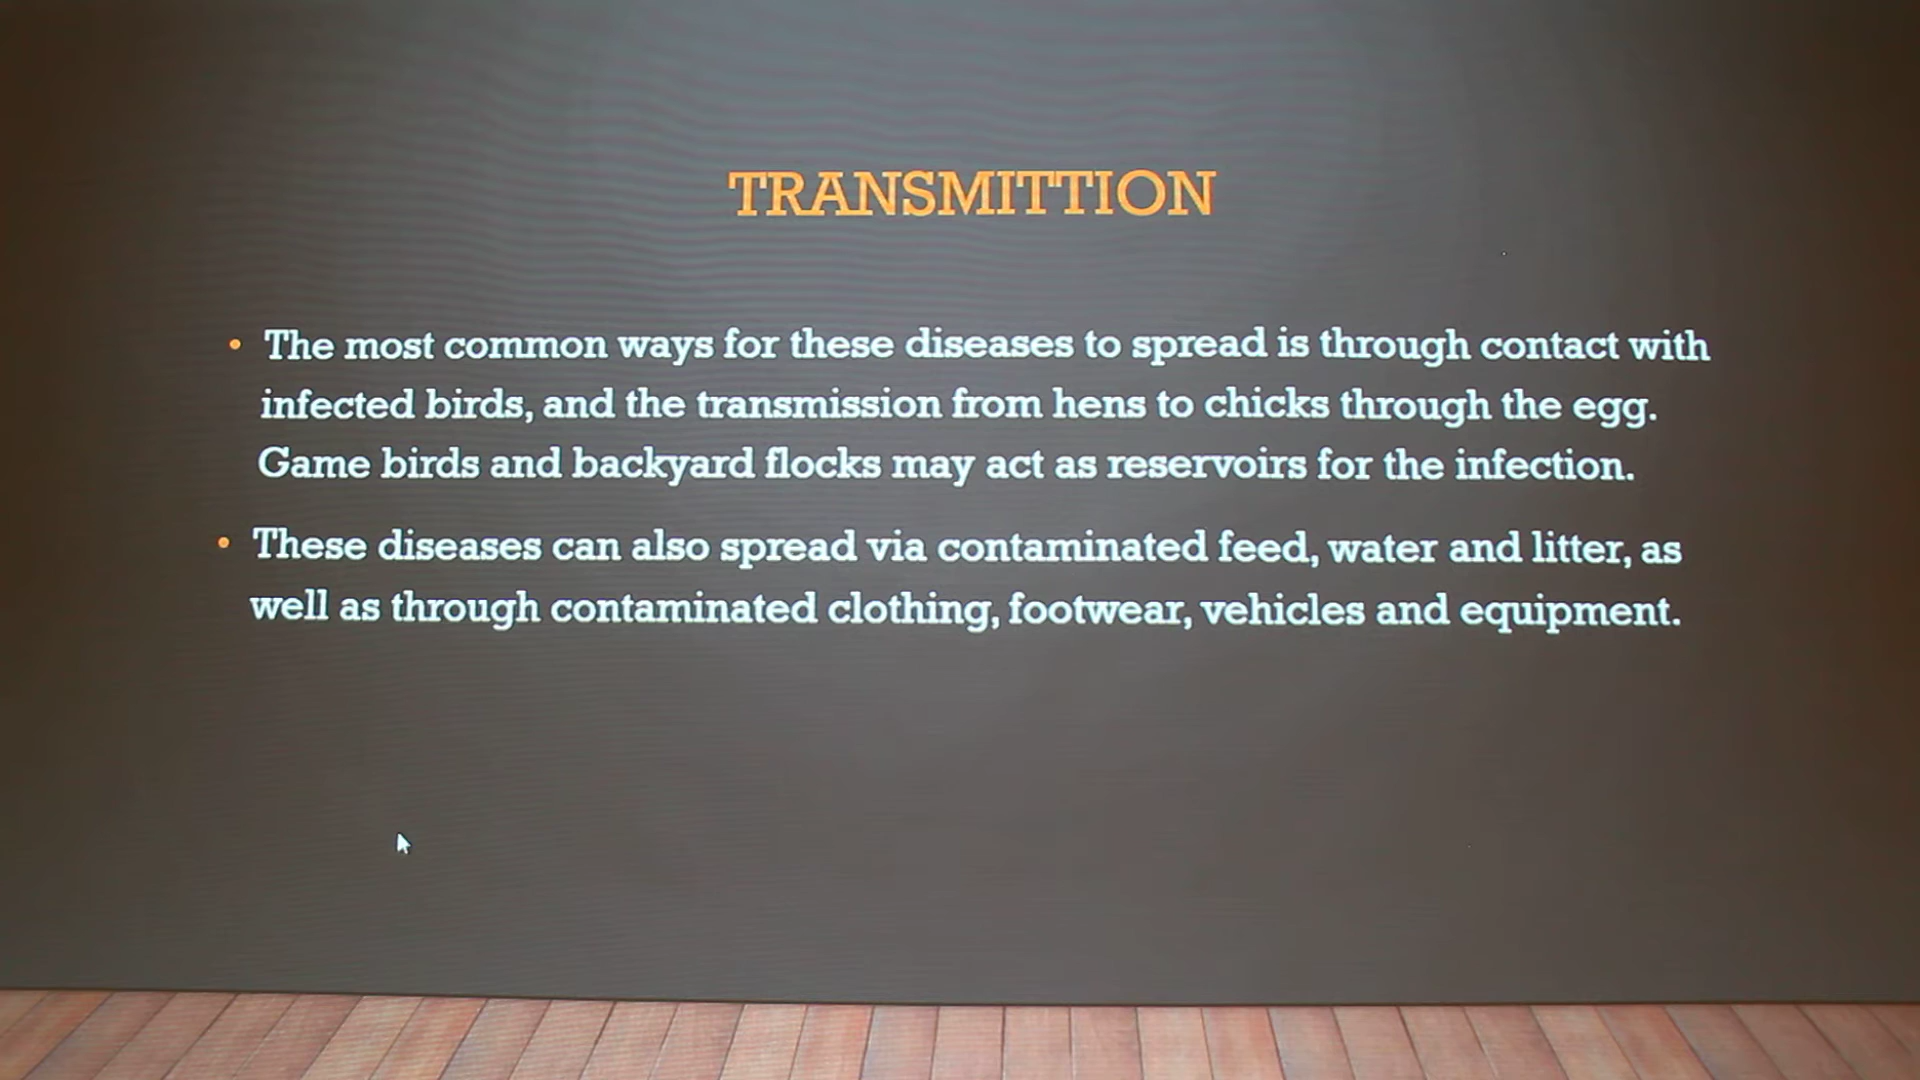 TRANSMITTION
• The most common ways for these diseases to spread is through contact with
infected birds, and the transmission from hens to chicks through the egg.
Game birds and backyard flocks may act as reservoirs for the infection.
• These diseases can also spread via contaminated feed, water and litter, as
well as through contaminated clothing, footwear, vehicles and equipment.